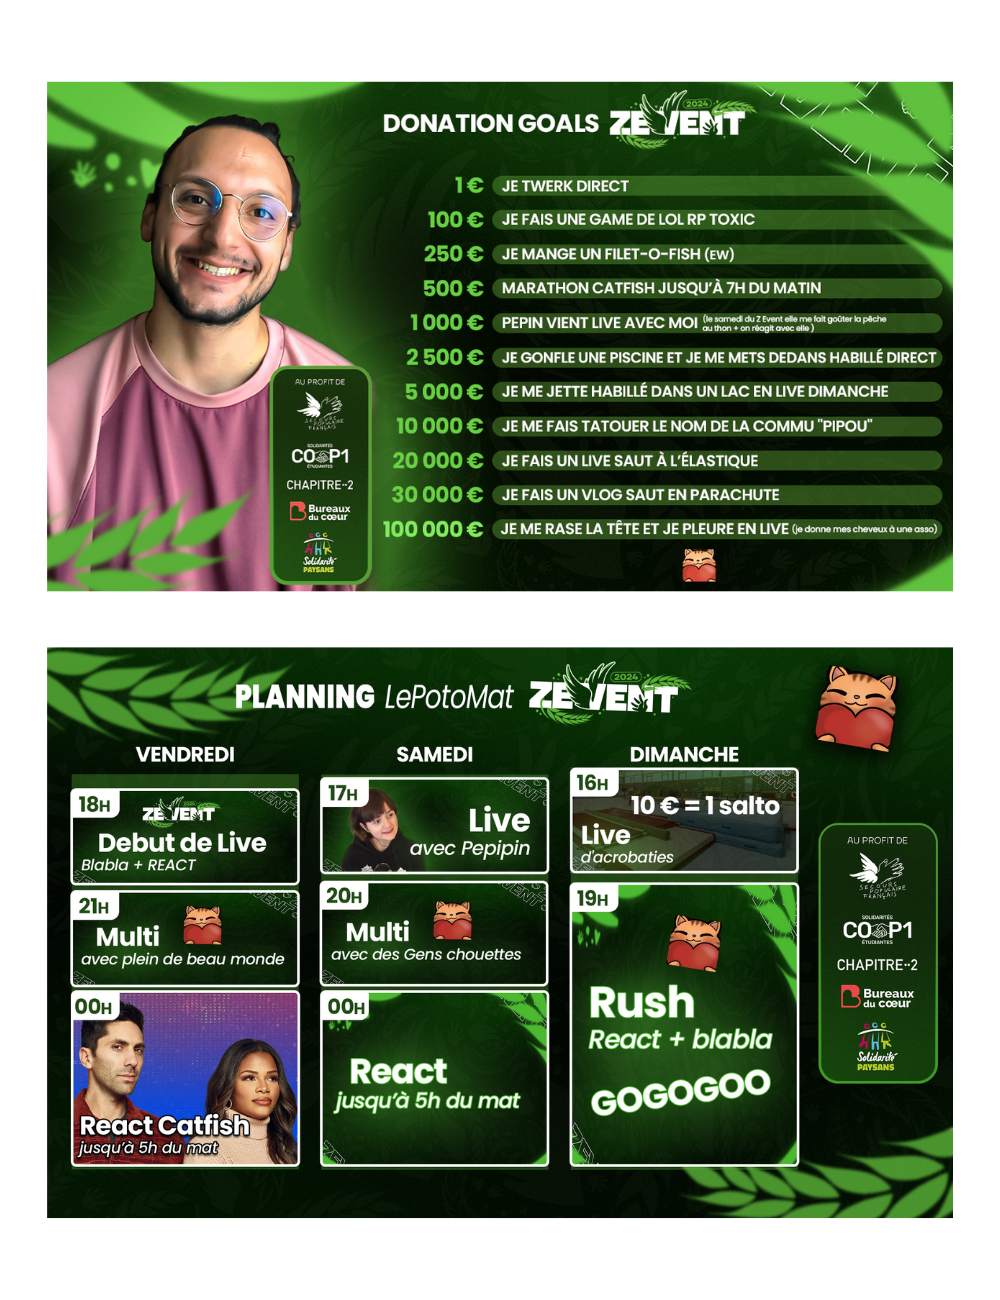 DONATION GOALS 2024 ZEVENT
1 € JE TWERK DIRECT
100 € JE FAIS UNE GAME DE LOL RP TOXIC
250 € JE MANGE UN FILET-O-FISH (EW)
500 € MARATHON CATFISH JUSQU'À 7H DU MATIN
1 000 € PEPIN VIENT LIVE AVEC MOI (le samedi du Z Event elle me fait goûter la pêche
au thon + on réagit avec elle )
2 500 € JE GONFLE UNE PISCINE ET JE ME METS DEDANS HABILLÉ DIRECT
5 000 € JE ME JETTE HABILLÉ DANS UN LAC EN LIVE DIMANCHE
10 000 € JE ME FAIS TATOUER LE NOM DE LA COMMU "PIPOU"
20 000 € JE FAIS UN LIVE SAUT À L'ÉLASTIQUE
30 000 € JE FAIS UN VLOG SAUT EN PARACHUTE
100 000 € JE ME RASE LA TÊTE ET JE PLEURE EN LIVE (je donne mes cheveux à une asso)
AU PROFIT DE
SECOURS
POPULAIRE
FRANÇAIS
SOLIDARITÉS
COP1
ÉTUDIANTES
CHAPITRE··2
Bureaux
du cœur
Solidarité
PAYSANS
PLANNING LePotoMat 2024 ZEVENT
VENDREDI
18H
ZEVENT
Debut de Live
Blabla + REACT
21H
Multi
avec plein de beau monde
00H
React Catfish
jusqu'à 5h du mat
SAMEDI
17H
Live
avec Pepipin
20H
Multi
avec des Gens chouettes
00H
React
jusqu'à 5h du mat
DIMANCHE
16H
10 € = 1 salto
Live
d'acrobaties
19H
Rush
React + blabla
GOGOGOO
AU PROFIT DE
SECOURS
POPULAIRE
FRANÇAIS
SOLIDARITÉS
COP1
ÉTUDIANTES
CHAPITRE··2
Bureaux
du cœur
Solidarité
PAYSANS